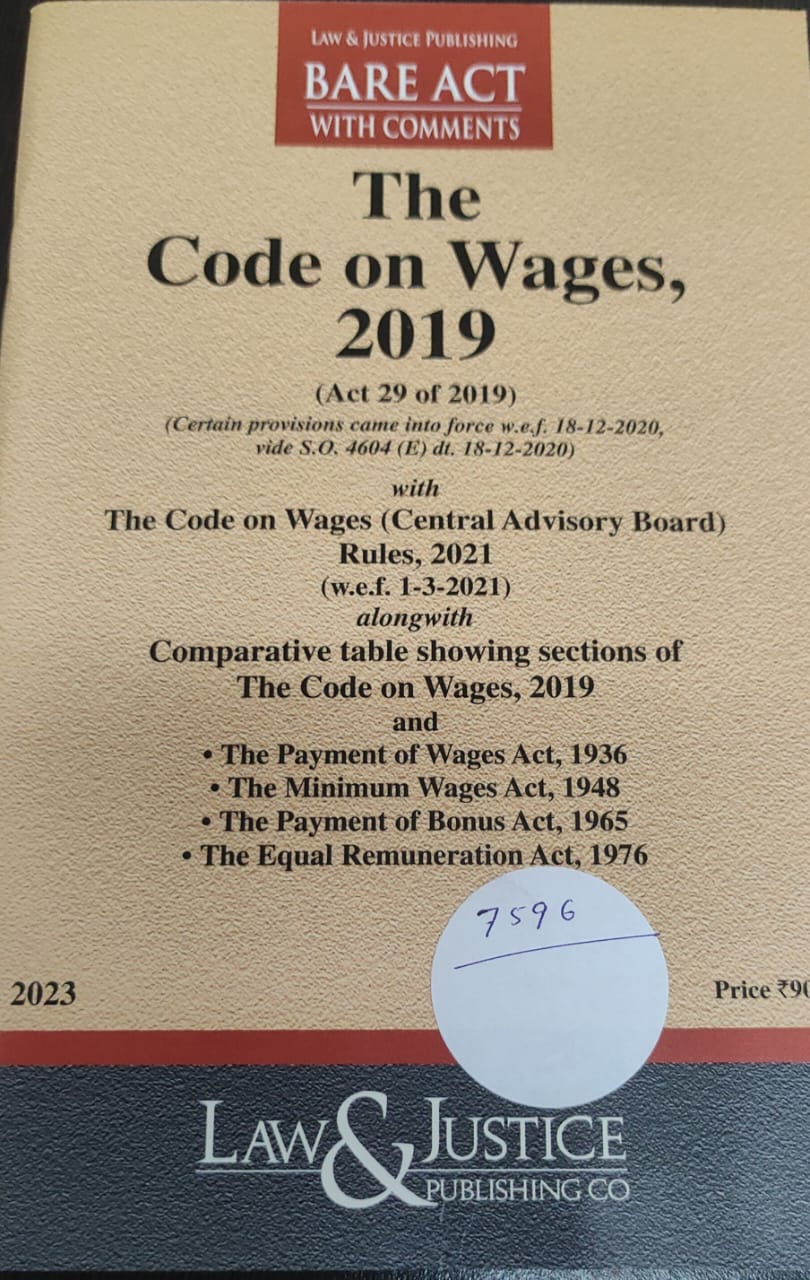 LAW & JUSTICE PUBLISHING
BARE ACT
WITH COMMENTS
The
Code on Wages,
2019
(Act 29 of 2019)
(Certain provisions came into force w.e.f. 18-12-2020,
vide S.O. 4604 (E) dt. 18-12-2020)
with
The Code on Wages (Central Advisory Board)
Rules, 2021
(w.e.f. 1-3-2021)
alongwith
Comparative table showing sections of
The Code on Wages, 2019
and
• The Payment of Wages Act, 1936
• The Minimum Wages Act, 1948
• The Payment of Bonus Act, 1965
• The Equal Remuneration Act, 1976
7596
2023
Price
LAW & JUSTICE
PUBLISHING CO